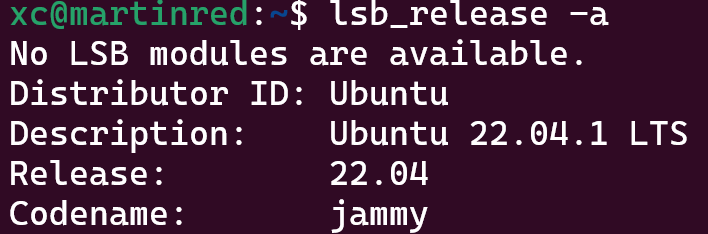 xc@martinred:~$ lsb_release -a
No LSB modules are available.
Distributor ID: Ubuntu
Description:    Ubuntu 22.04.1 LTS
Release:        22.04
Codename:       jammy